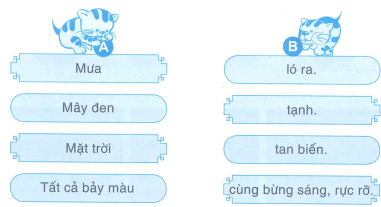 A
B
Mưa
ló ra.
Mây đen
tạnh.
Mặt trời
tan biến.
Tất cả bảy màu
cùng bừng sáng, rực rỡ.